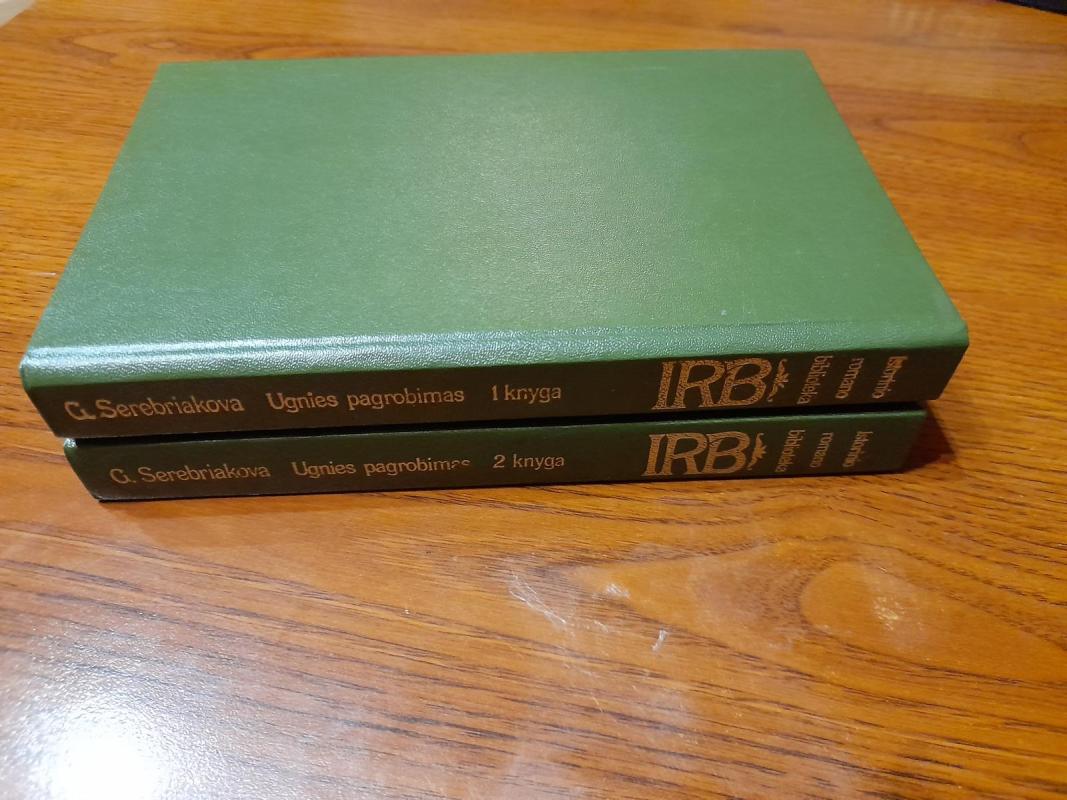 G. Serebriakova Ugnies pagrobimas 1 knyga IRB
istorinio
romano
biblioteka
G. Serebriakova Ugnies pagrobimas 2 knyga IRB
istorinio
romano
biblioteka